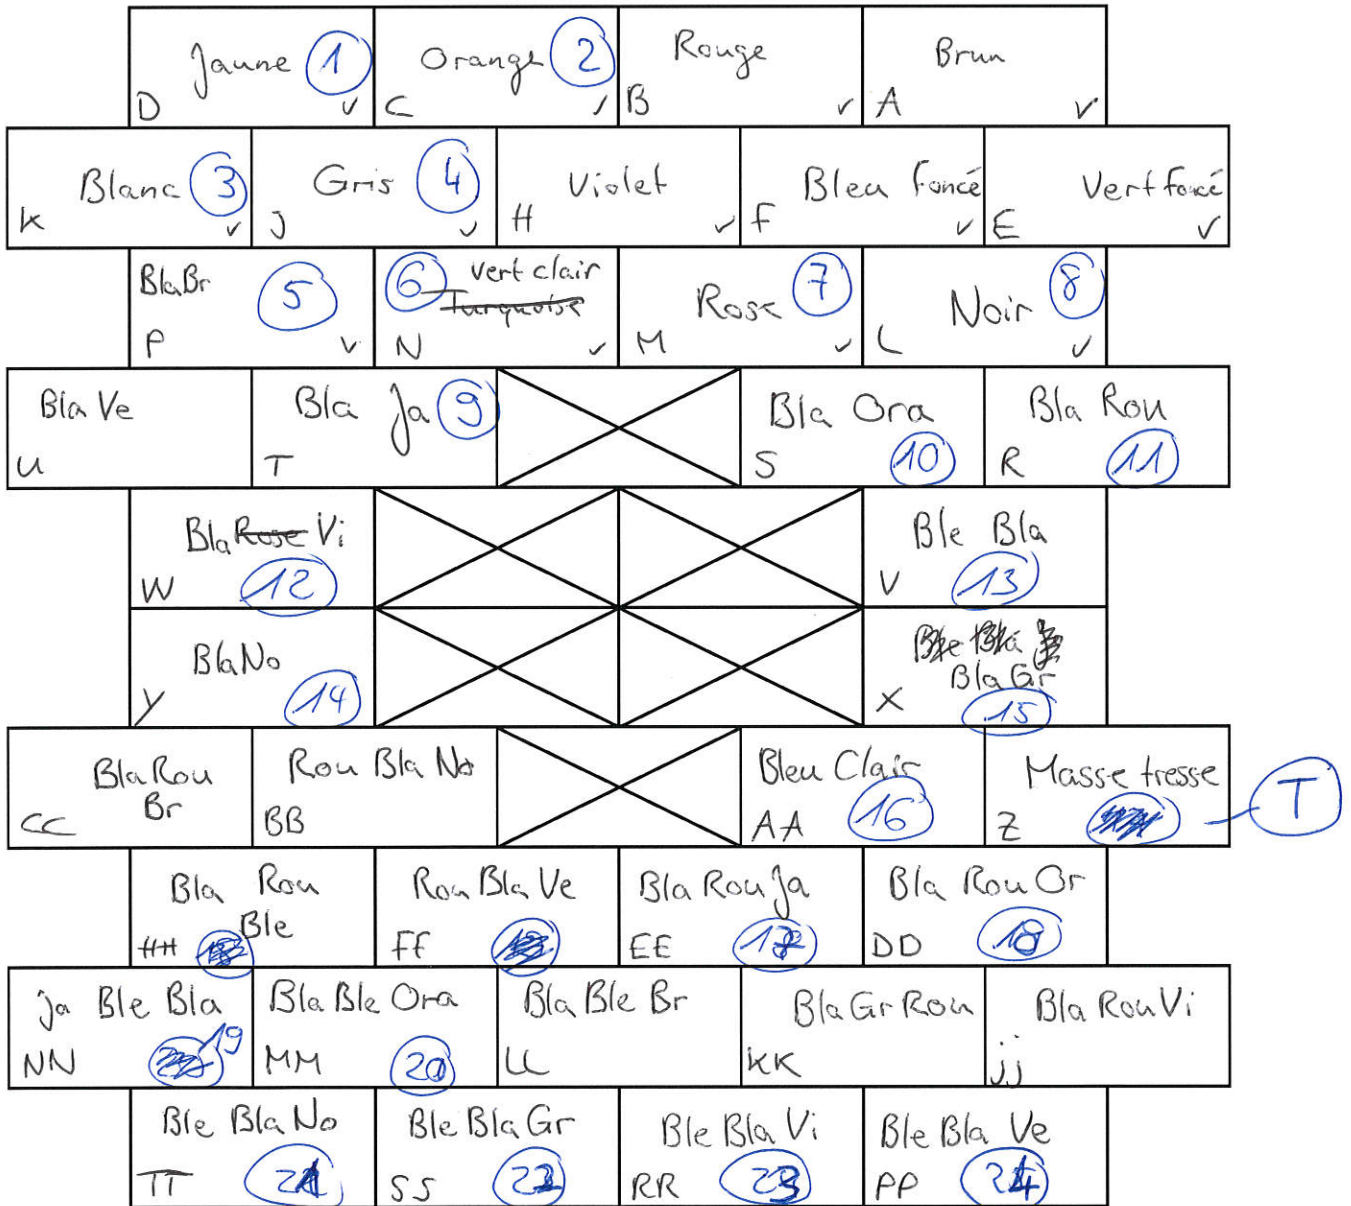 Jaune 1 Orange 2 Rouge Brun
D ✓ C ✓ B ✓ A ✓
Blanc 3 Gris 4 Violet Bleu foncé Vert foncé
K ✓ J ✓ H ✓ F ✓ E ✓
BlaBr 5 6 vert clair Rose 7 Noir 8
Turquoise
P ✓ N ✓ M ✓ L ✓
Bla Ve Bla Ja 9 Bla Ora Bla Rou
U T S 10 R 11
Bla Rose Vi Ble Bla
W 12 V 13
BlaNo Ble Bla
BlaGr
Y 14 X 15
BlaRou Rou Bla No Bleu Clair Masse tresse T
Br
CC BB AA 16 Z
Bla Rou Rou Bla Ve Bla Rou Ja Bla Rou Or
Ble
HH FF EE 17 DD 18
ja Ble Bla Bla Ble Ora Bla Ble Br BlaGrRou Bla RouVi
NN 19 MM 20 LL KK jj
Ble Bla No Ble Bla Gr Ble Bla Vi Ble Bla Ve
TT 21 SS 22 RR 23 PP 24